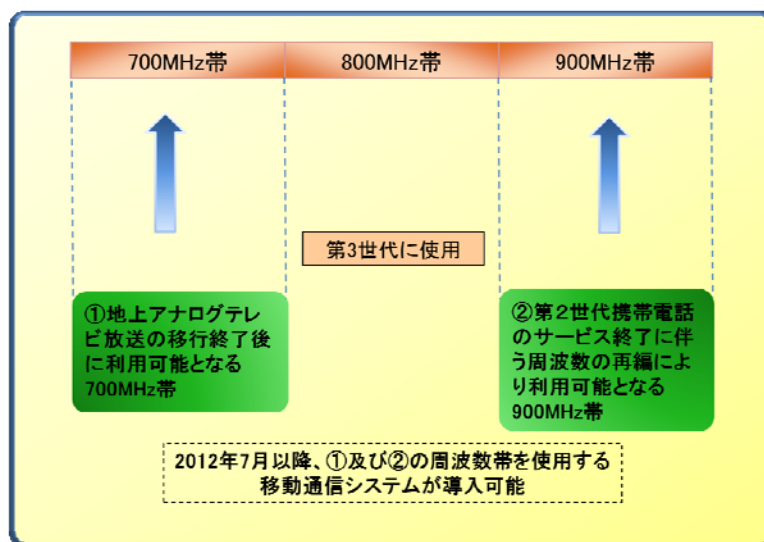 700MHz帯
800MHz帯
900MHz帯
第3世代に使用
①地上アナログテレ
ビ放送の移行終了後
に利用可能となる
700MHz帯
②第2世代携帯電話
のサービス終了に伴
う周波数の再編によ
り利用可能となる
900MHz帯
2012年7月以降、①及び②の周波数帯を使用する
移動通信システムが導入可能